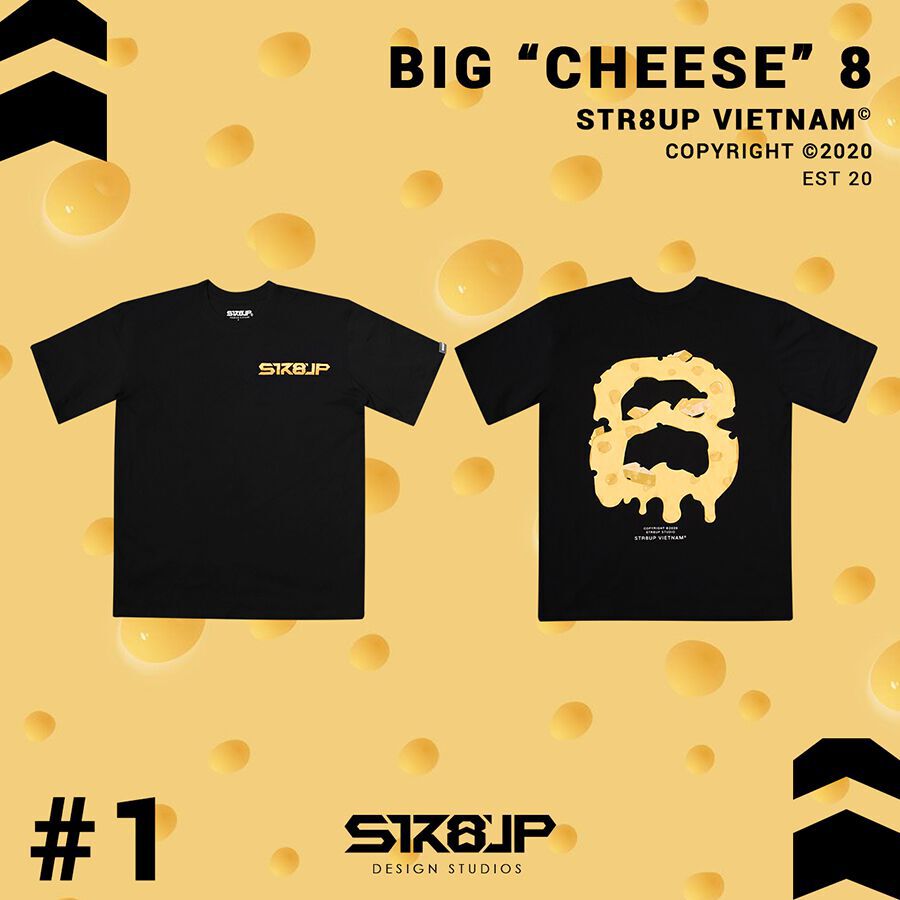 BIG “CHEESE” 8
STR8UP VIETNAM©
COPYRIGHT ©2020
EST 20
STR8UP
STR8UP
COPYRIGHT ©2020
STR8UP STUDIO
STR8UP VIETNAM©
#1
STR8UP
DESIGN STUDIOS